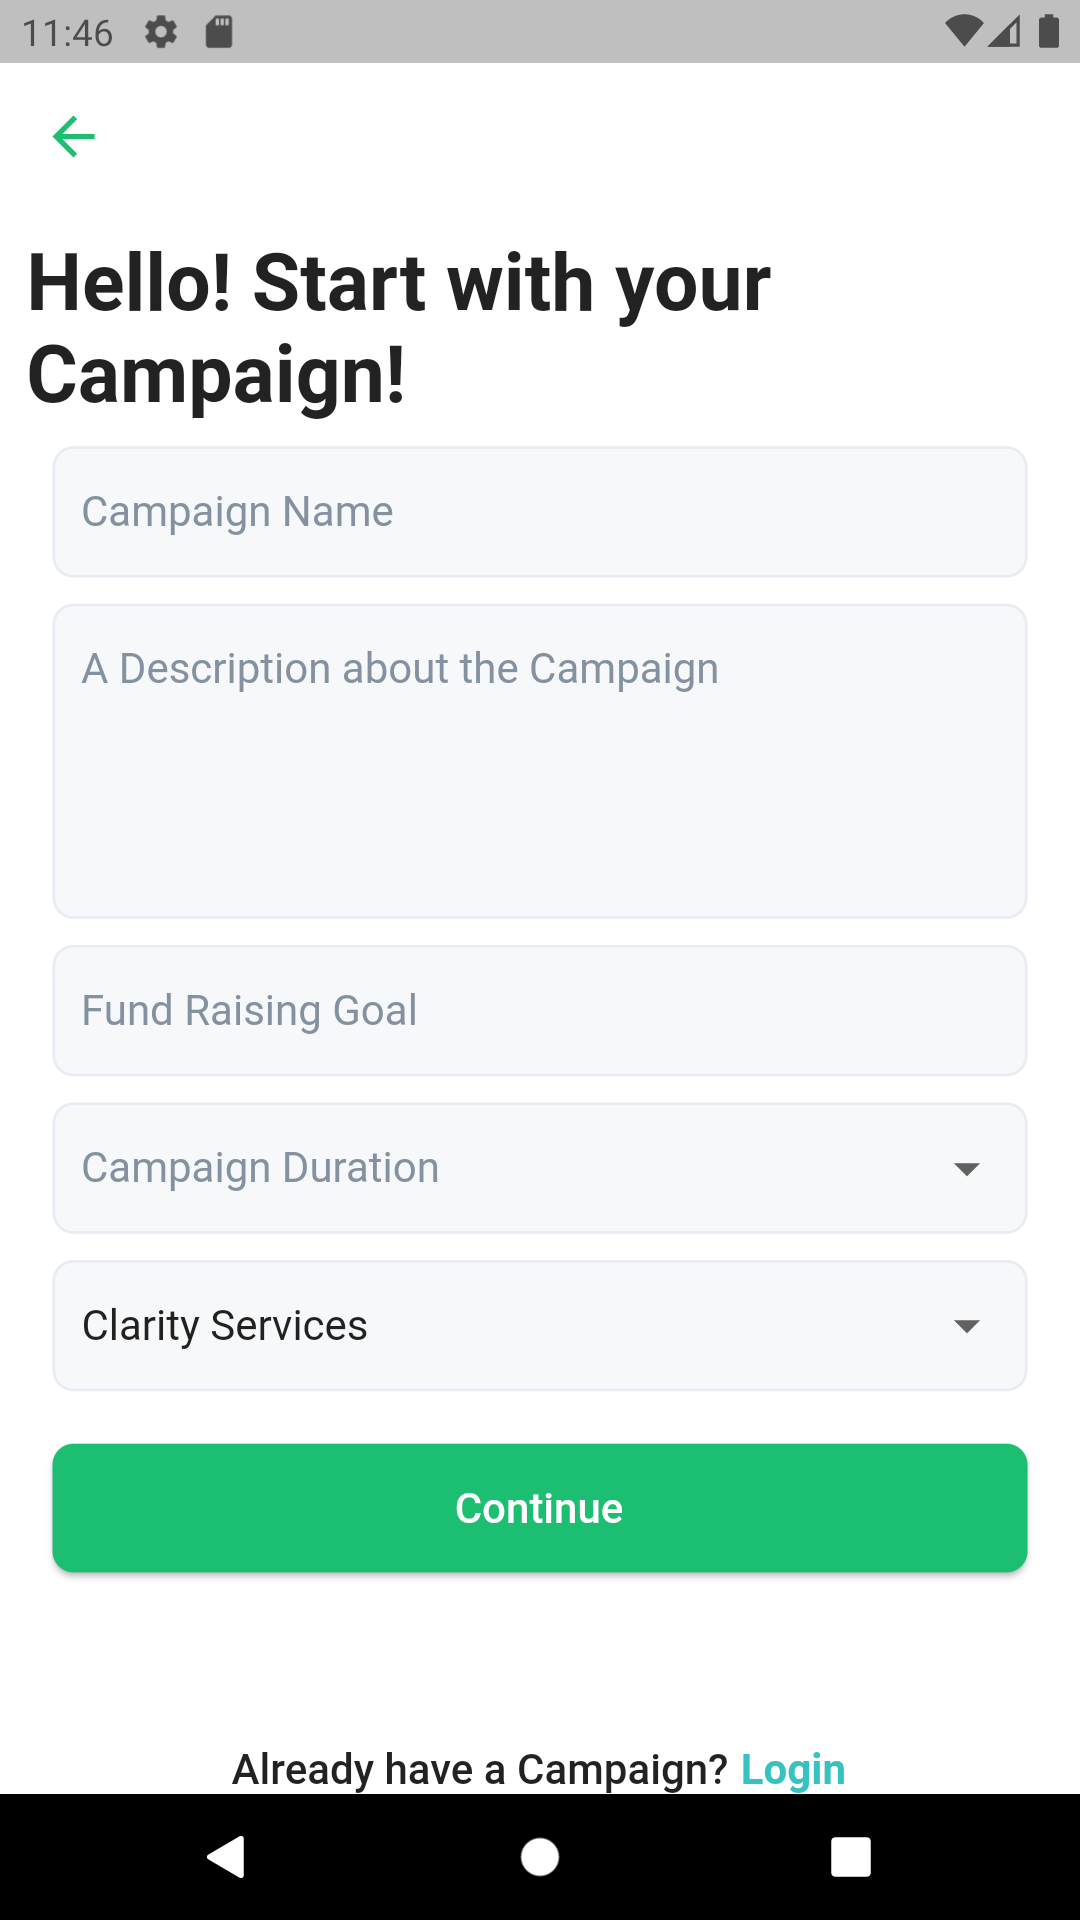 11:46
Hello! Start with your
Campaign!
Campaign Name
A Description about the Campaign
Fund Raising Goal
Campaign Duration
Clarity Services
Continue
Already have a Campaign? Login